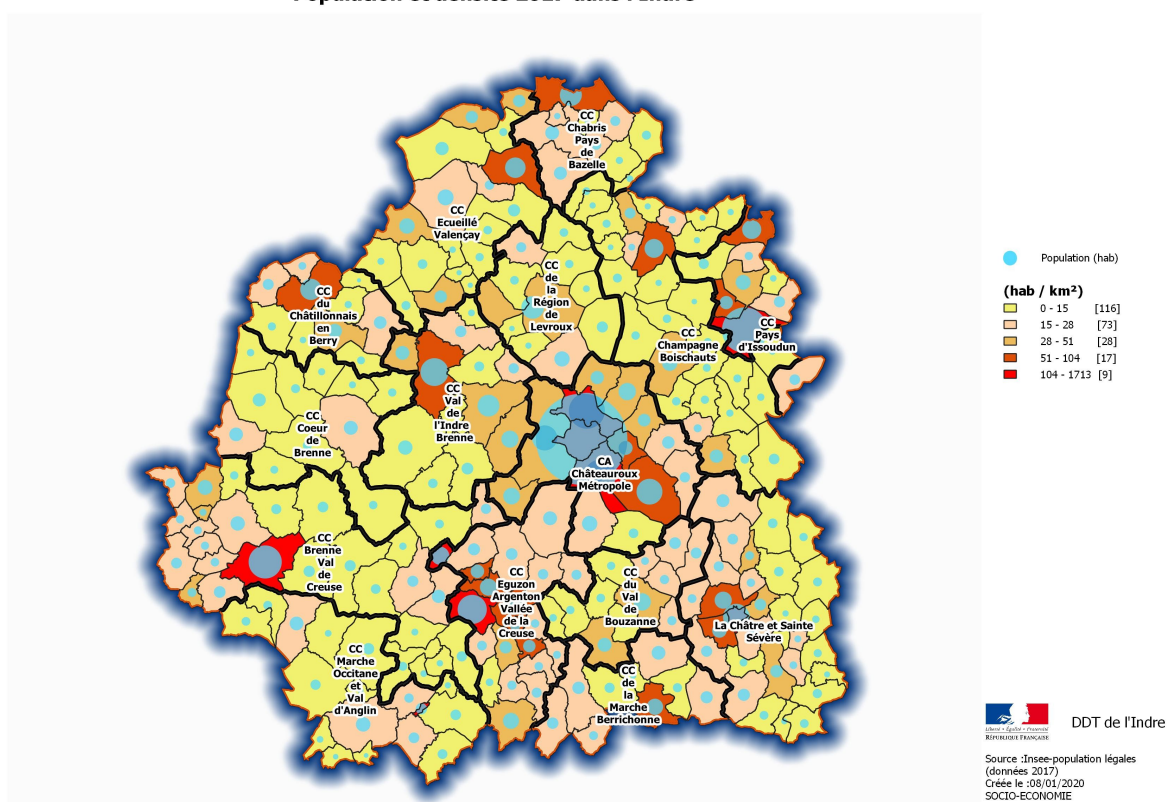 CC
Chabris
Pays
de
Bazelle
CC
Ecueillé
Valençay
CC
de
la
Région
de
Levroux
CC
du
Châtillonnais
en
Berry
CC
Champagne
Boischauts
CC
Pays
d'Issoudun
CC
Val
de
l'Indre
Brenne
CC
Coeur
de
Brenne
CA
Châteauroux
Métropole
CC
Brenne
Val
de
Creuse
CC
Eguzon
Argenton
Vallée
de la
Creuse
CC
du
Val
de
Bouzanne
La Châtre et Sainte
Sévère
CC
Marche
Occitane
et
Val
d'Anglin
CC
de
la
Marche
Berrichonne
Population (hab)
(hab / km²)
0 - 15 [116]
15 - 28 [73]
28 - 51 [28]
51 - 104 [17]
104 - 1713 [9]
Liberté • Égalité • Fraternité
RÉPUBLIQUE FRANÇAISE
DDT de l'Indre
Source :Insee-population légales
(données 2017)
Créée le :08/01/2020
SOCIO-ECONOMIE